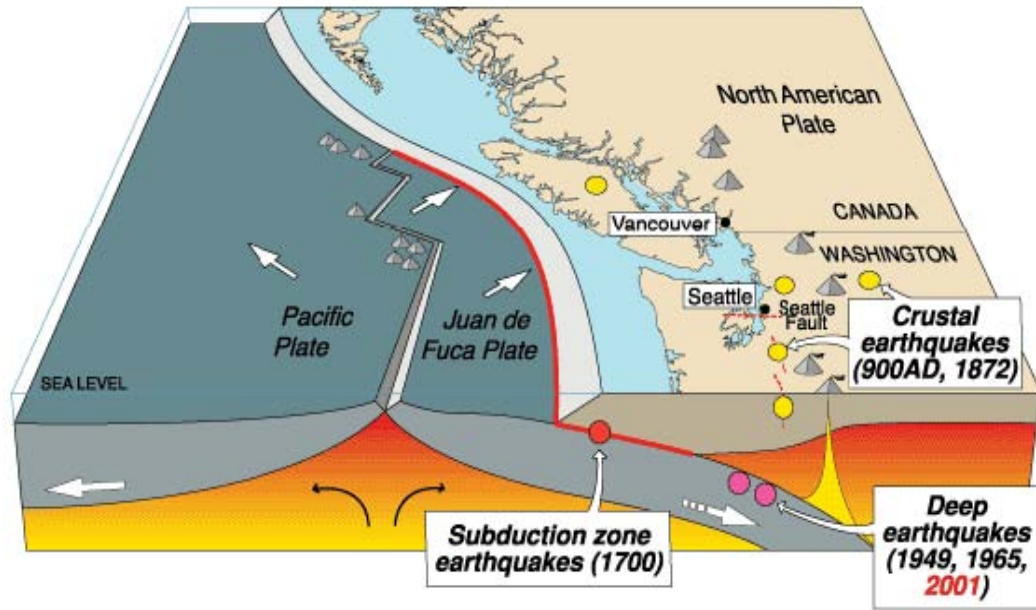 North American
Plate
CANADA
Vancouver
WASHINGTON
Seattle
Seattle
Fault
Crustal
earthquakes
(900AD, 1872)
Pacific
Plate
Juan de
Fuca Plate
SEA LEVEL
Subduction zone
earthquakes (1700)
Deep
earthquakes
(1949, 1965,
2001)